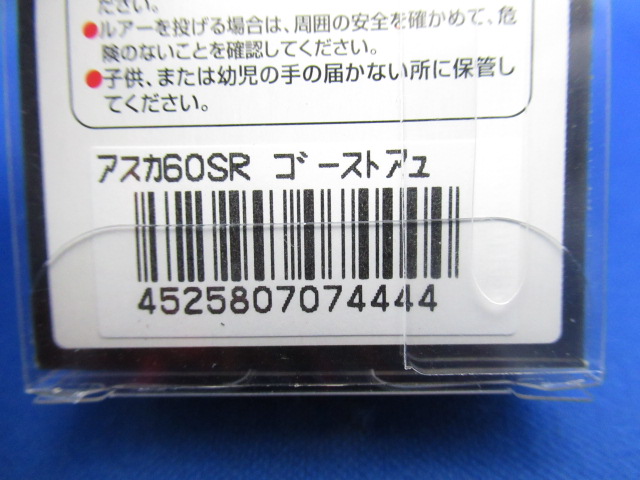 ださい。
●ルアーを投げる場合は、周囲の安全を確かめて、危
険のないことを確認してください。
●子供、または幼児の手の届かない所に保管し
てください。
ｱｽｶ60SR ｺﾞｰｽﾄｱﾕ
4525807074444